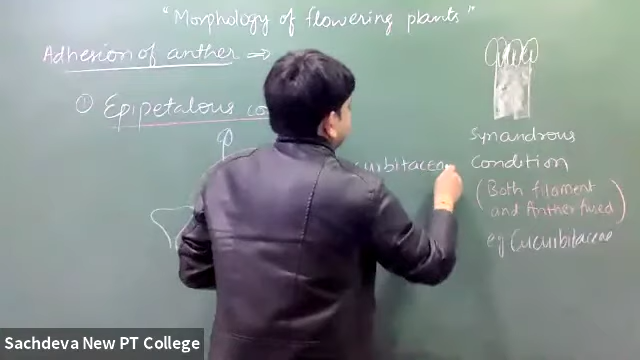 "Morphology of flowering plants"
Adhesion of anther ⇒
① Epipetalous co
curbitaceae
Synandrous
Condition
(Both filament
and Anther fused)
eg Cucurbitaceae
Sachdeva New PT College